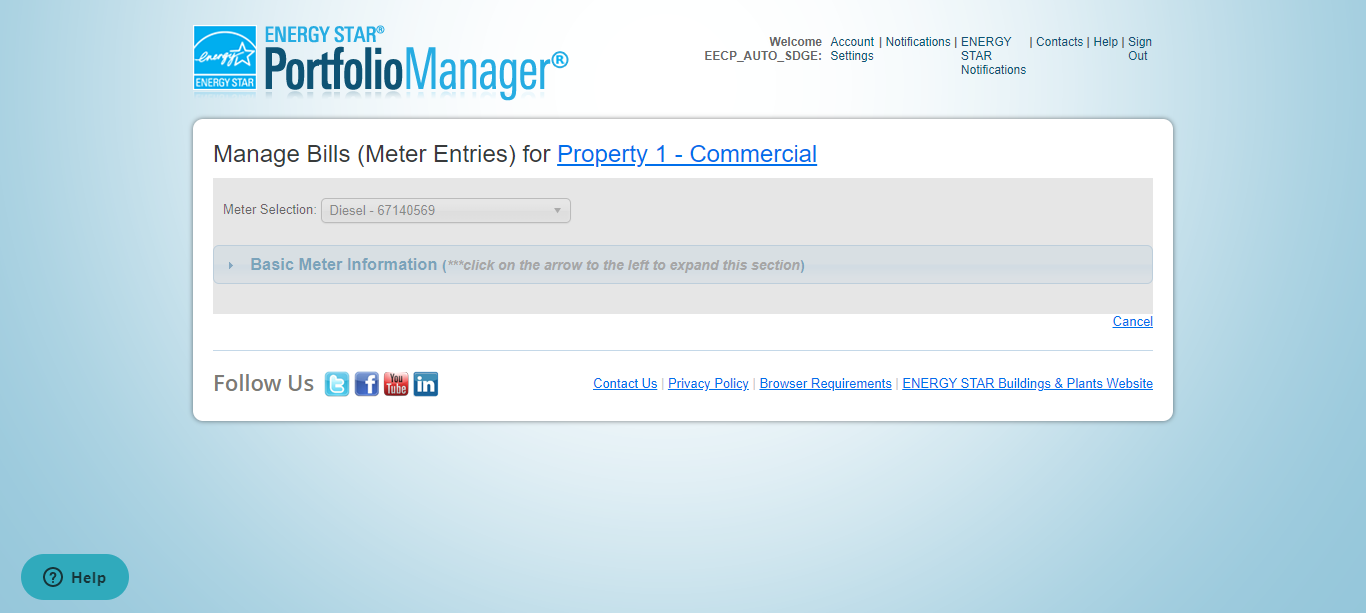 ENERGY STAR®
PortfolioManager®
energy
ENERGY STAR
Welcome EECP_AUTO_SDGE:
Account Settings | Notifications | ENERGY STAR Notifications | Contacts | Help | Sign Out
Manage Bills (Meter Entries) for Property 1 - Commercial
Meter Selection: Diesel - 67140569
Basic Meter Information (***click on the arrow to the left to expand this section)
Cancel
Follow Us
You Tube
in
Contact Us | Privacy Policy | Browser Requirements | ENERGY STAR Buildings & Plants Website
? Help